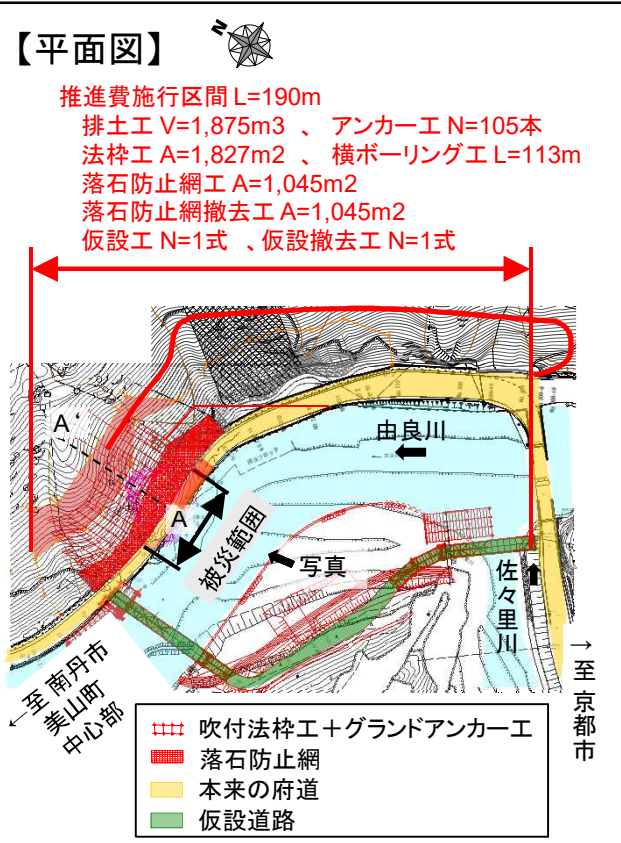 【平面図】
N
推進費施行区間 L=190m
排土工 V=1,875m3 、 アンカー工 N=105本
法枠工 A=1,827m2 、 横ボーリング工 L=113m
落石防止網工 A=1,045m2
落石防止網撤去工 A=1,045m2
仮設工 N=1式 、仮設撤去工 N=1式
A'
由良川
A
被災範囲
写真
佐々里川
←至 南丹市
美山町
中心部
→至 京都市
吹付法枠工＋グランドアンカー工
落石防止網
本来の府道
仮設道路